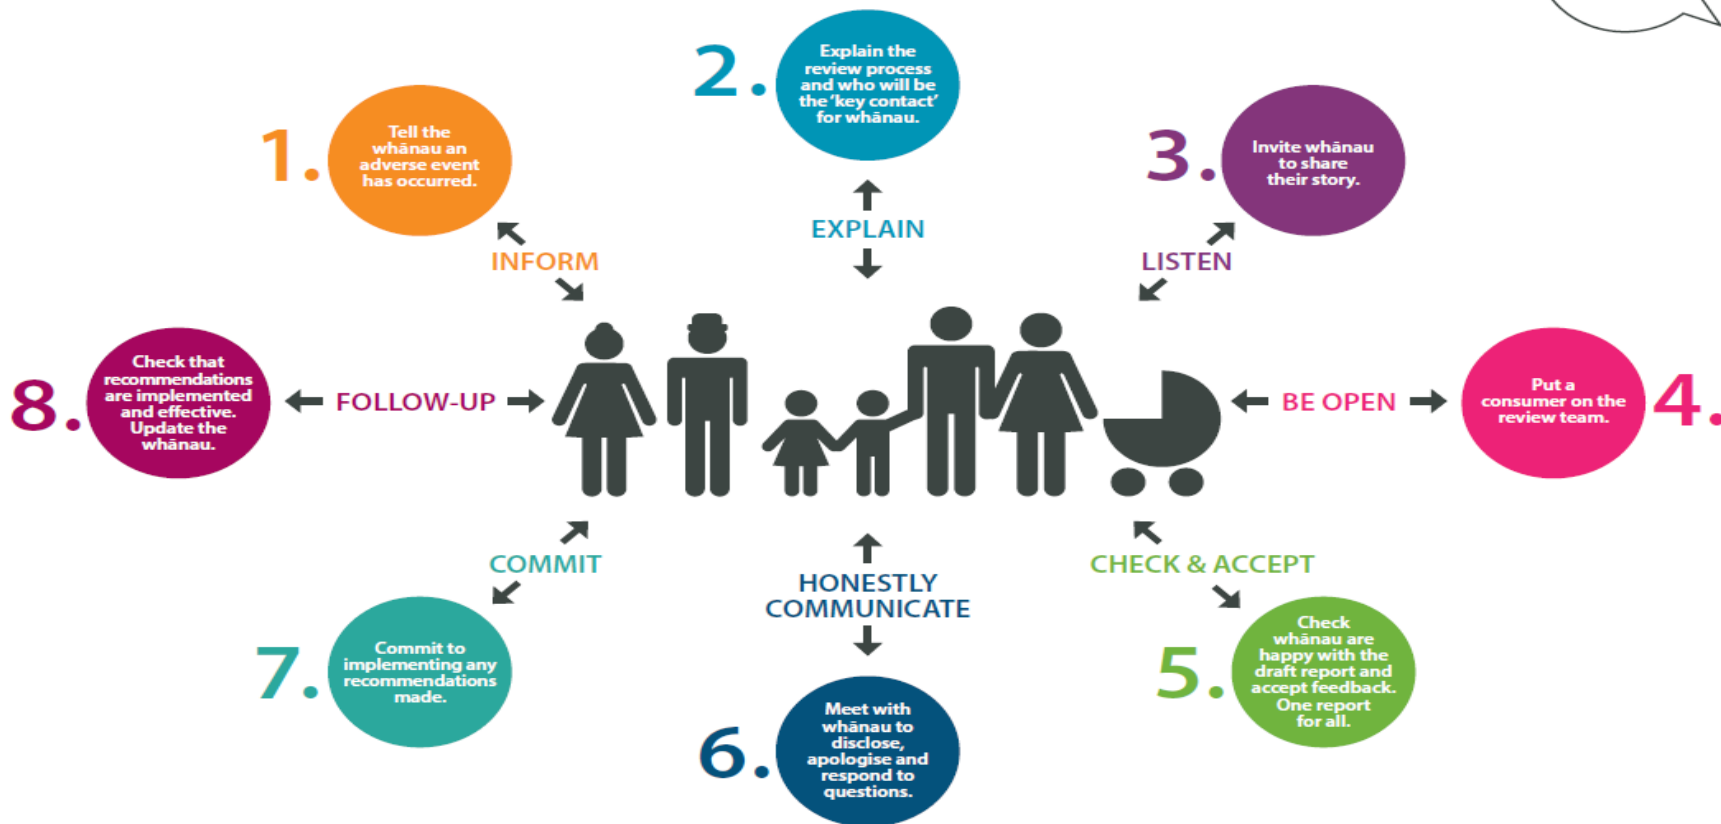 1.
Tell the
whānau an
adverse event
has occurred.
INFORM
2.
Explain the
review process
and who will be
the ‘key contact’
for whānau.
EXPLAIN
3.
Invite whānau
to share
their story.
LISTEN
4.
Put a
consumer on the
review team.
BE OPEN
5.
Check
whānau are
happy with the
draft report and
accept feedback.
One report
for all.
CHECK & ACCEPT
6.
Meet with
whānau to
disclose,
apologise and
respond to
questions.
HONESTLY
COMMUNICATE
7.
Commit to
implementing any
recommendations
made.
COMMIT
8.
Check that
recommendations
are implemented
and effective.
Update the
whānau.
FOLLOW-UP